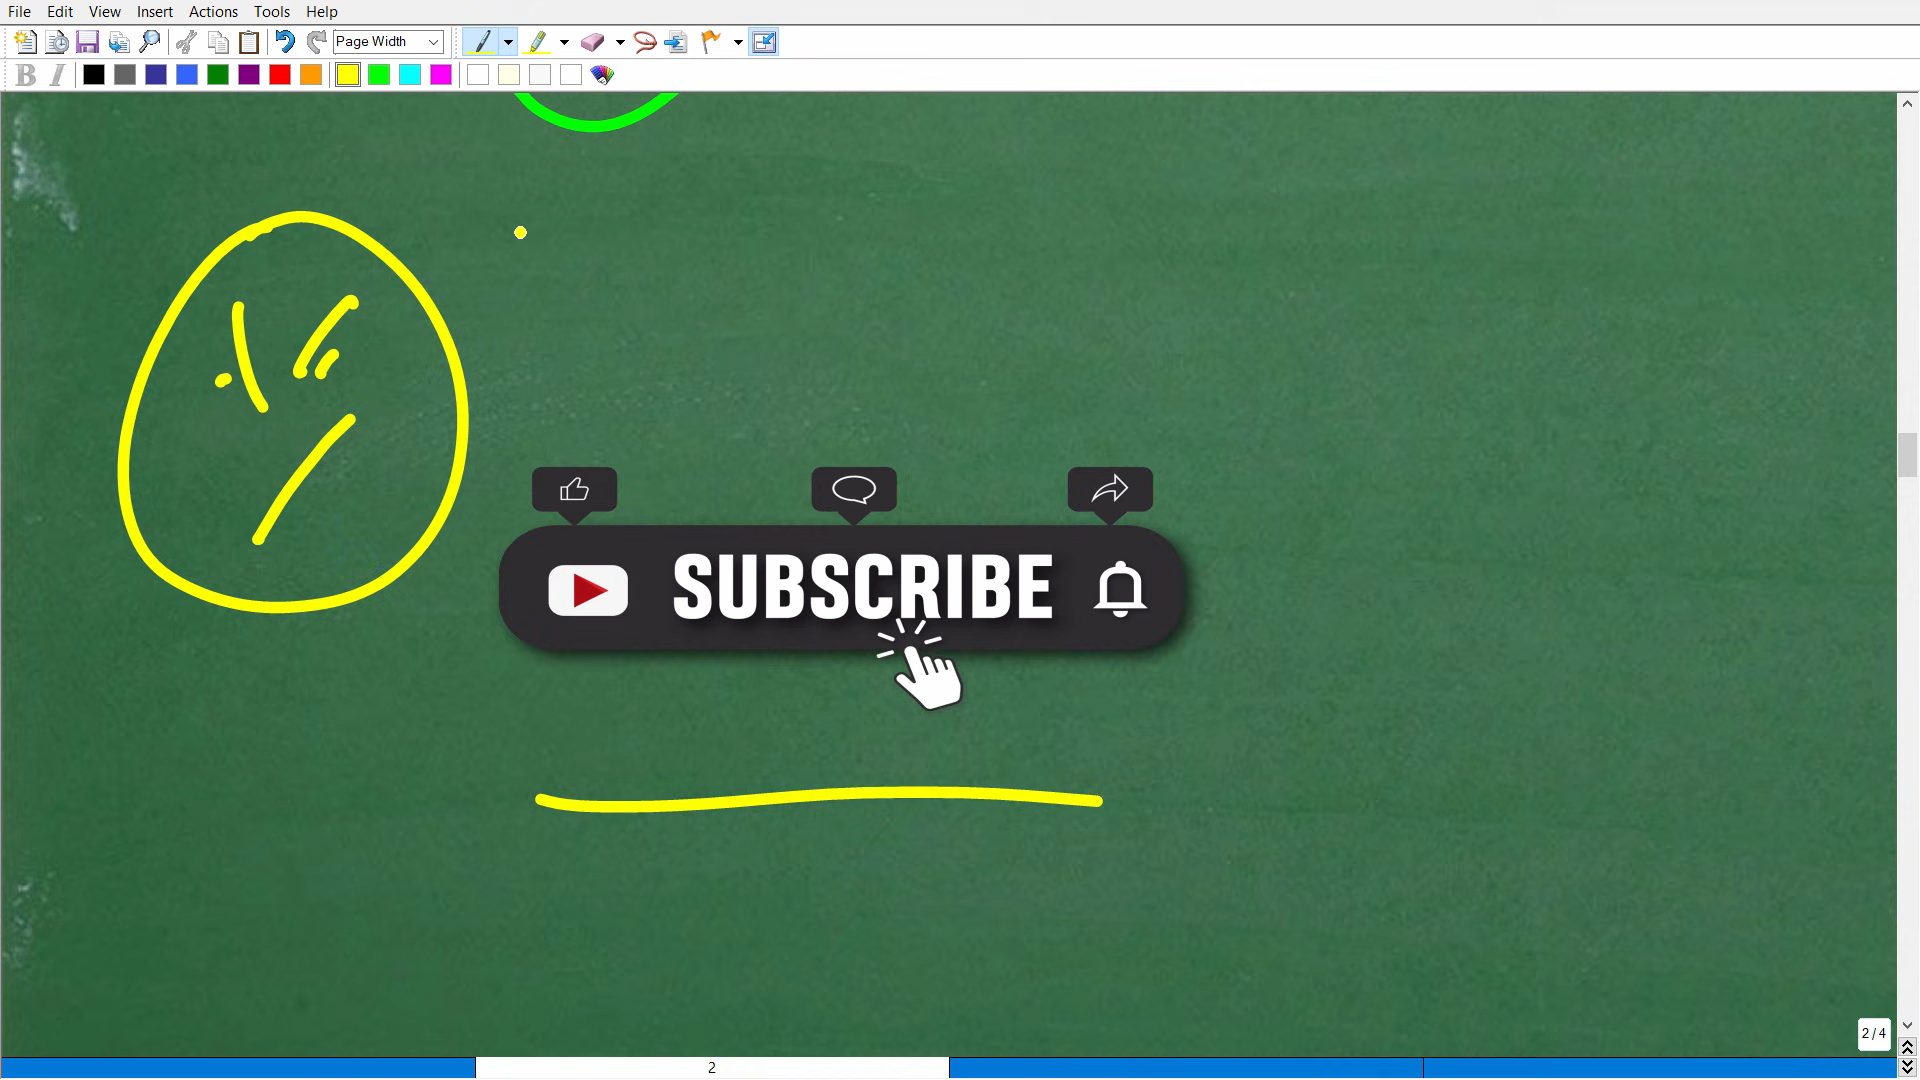 File Edit View Insert Actions Tools Help
Page Width
B I
SUBSCRIBE
2 / 4
2